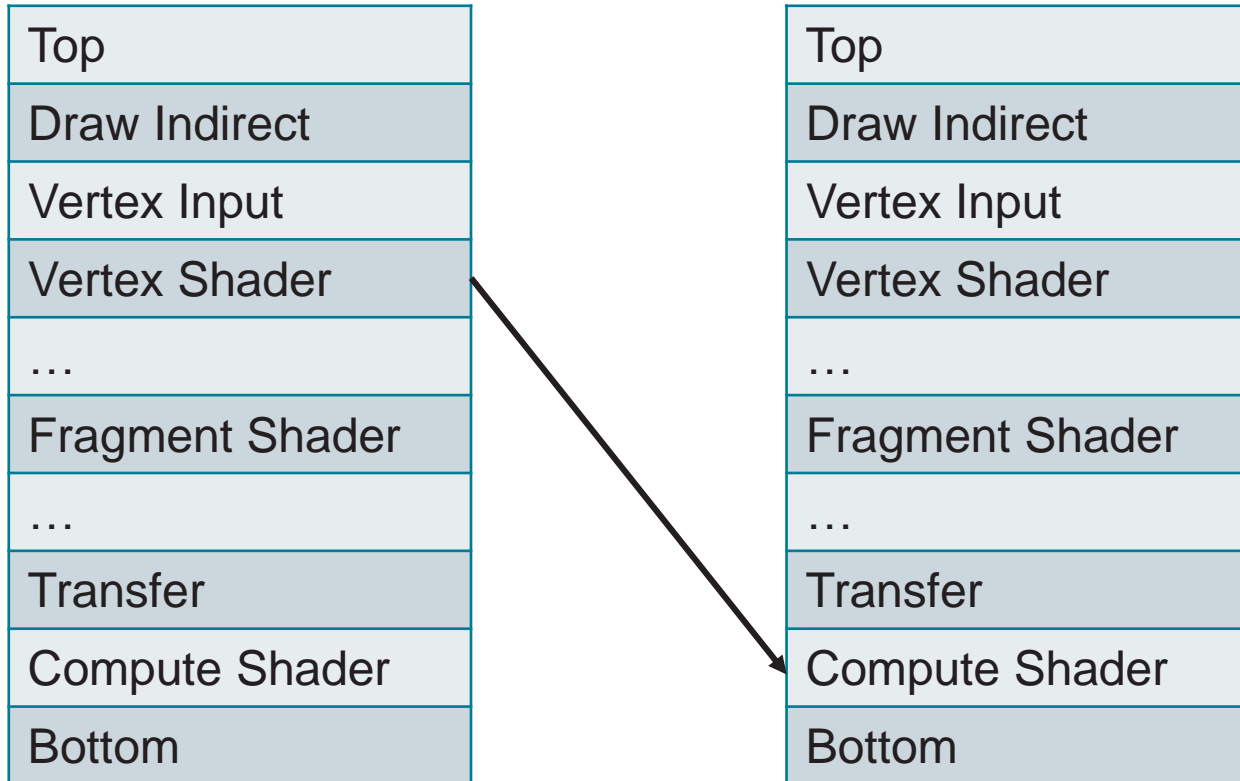 Top
Draw Indirect
Vertex Input
Vertex Shader
…
Fragment Shader
…
Transfer
Compute Shader
Bottom
Top
Draw Indirect
Vertex Input
Vertex Shader
…
Fragment Shader
…
Transfer
Compute Shader
Bottom